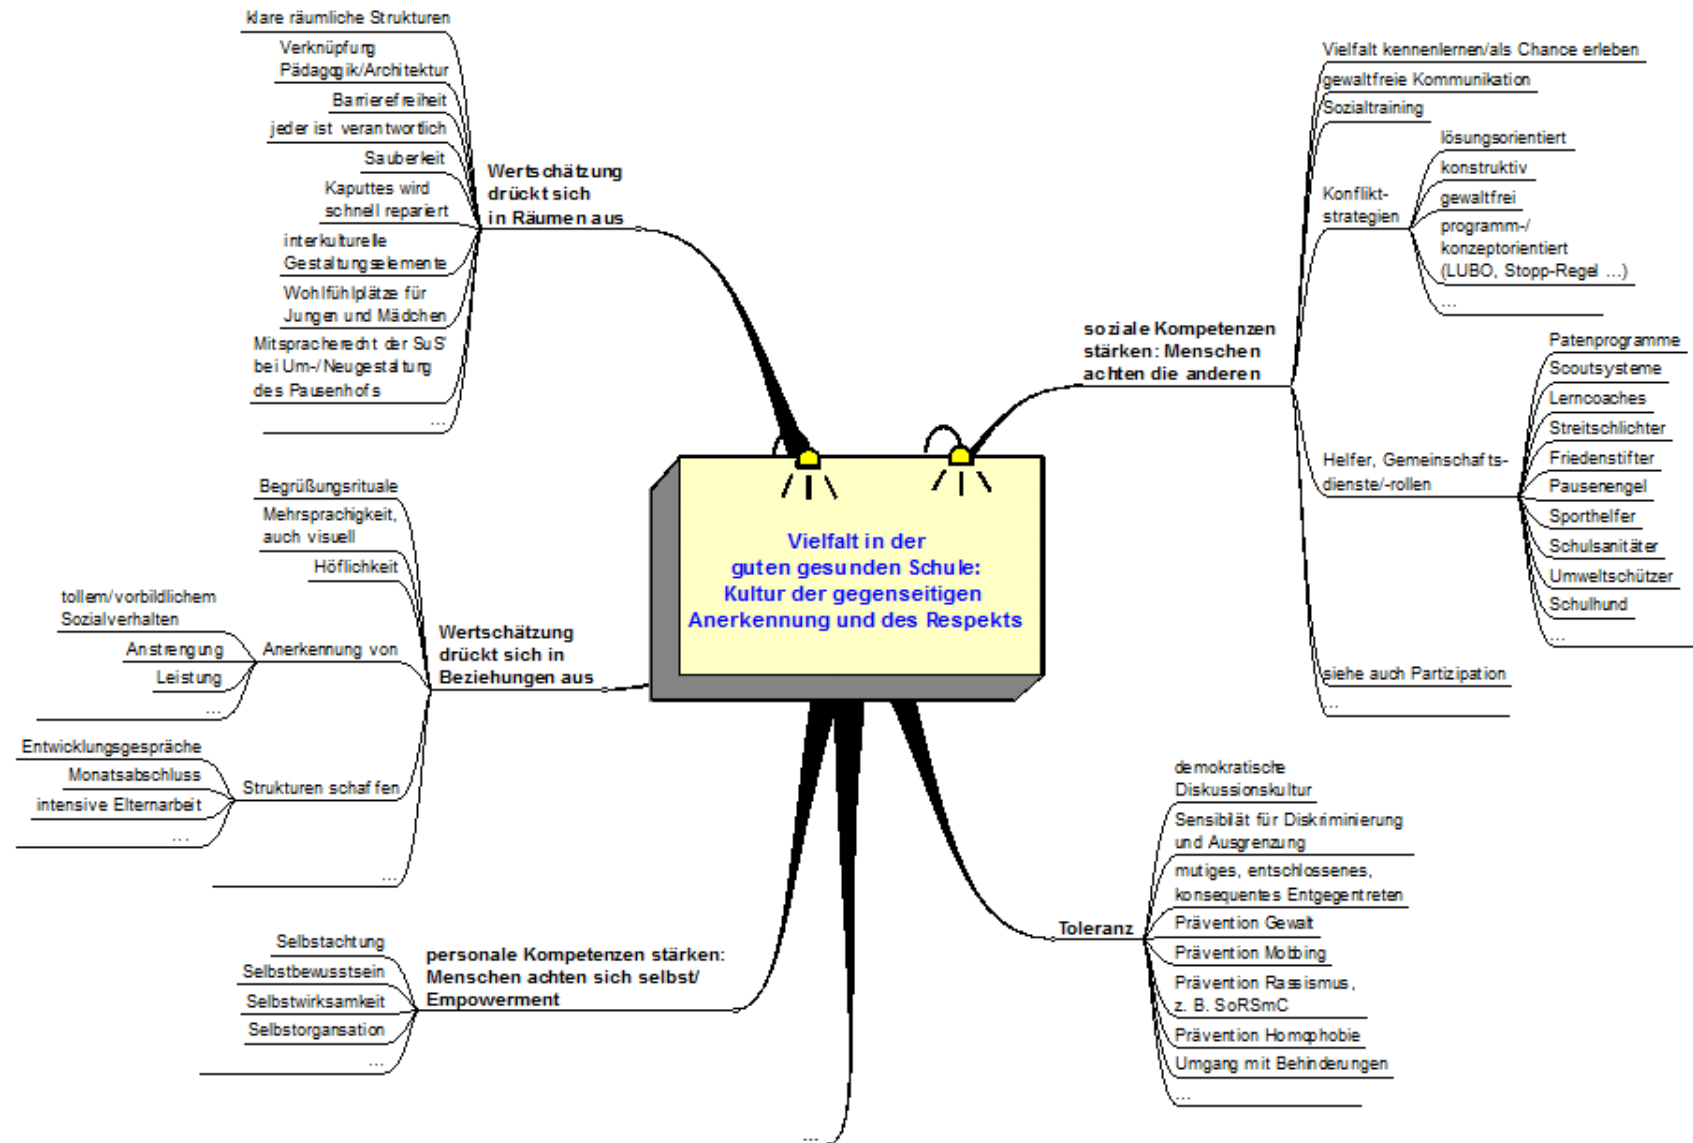 klare räumliche Strukturen
Verknüpfung
Pädagogik/Architektur
Barrierefreiheit
jeder ist verantwortlich
Sauberkeit
Kaputtes wird
schnell repariert
interkulturelle
Gestaltungselemente
Wohlfühlplätze für
Jungen und Mädchen
Mitspracherecht der SuS'
bei Um-/Neugestaltung
des Pausenhofs
...
Wertschätzung
drückt sich
in Räumen aus
Begrüßungsrituale
Mehrsprachigkeit,
auch visuell
Höflichkeit
tollem/vorbildlichem
Sozialverhalten
Anstrengung
Leistung
...
Anerkennung von
Entwicklungsgespräche
Monatsabschluss
intensive Elternarbeit
...
Strukturen schaffen
...
Wertschätzung
drückt sich in
Beziehungen aus
Selbstachtung
Selbstbewusstsein
Selbstwirksamkeit
Selbstorgansation
...
personale Kompetenzen stärken:
Menschen achten sich selbst/
Empowerment
Vielfalt in der
guten gesunden Schule:
Kultur der gegenseitigen
Anerkennung und des Respekts
...
soziale Kompetenzen
stärken: Menschen
achten die anderen
Vielfalt kennenlernen/als Chance erleben
gewaltfreie Kommunikation
Sozialtraining
Konflikt-
strategien
lösungsorientiert
konstruktiv
gewaltfrei
programm-/
konzeptorientiert
(LUBO, Stopp-Regel ...)
...
Helfer, Gemeinschafts-
dienste/-rollen
Patenprogramme
Scoutsysteme
Lerncoaches
Streitschlichter
Friedenstifter
Pausenengel
Sporthelfer
Schulsanitäter
Umweltschützer
Schulhund
...
siehe auch Partizipation
...
Toleranz
demokratische
Diskussionskultur
Sensibilät für Diskriminierung
und Ausgrenzung
mutiges, entschlossenes,
konsequentes Entgegentreten
Prävention Gewalt
Prävention Mobbing
Prävention Rassismus,
z. B. SoRSmC
Prävention Homophobie
Umgang mit Behinderungen
...